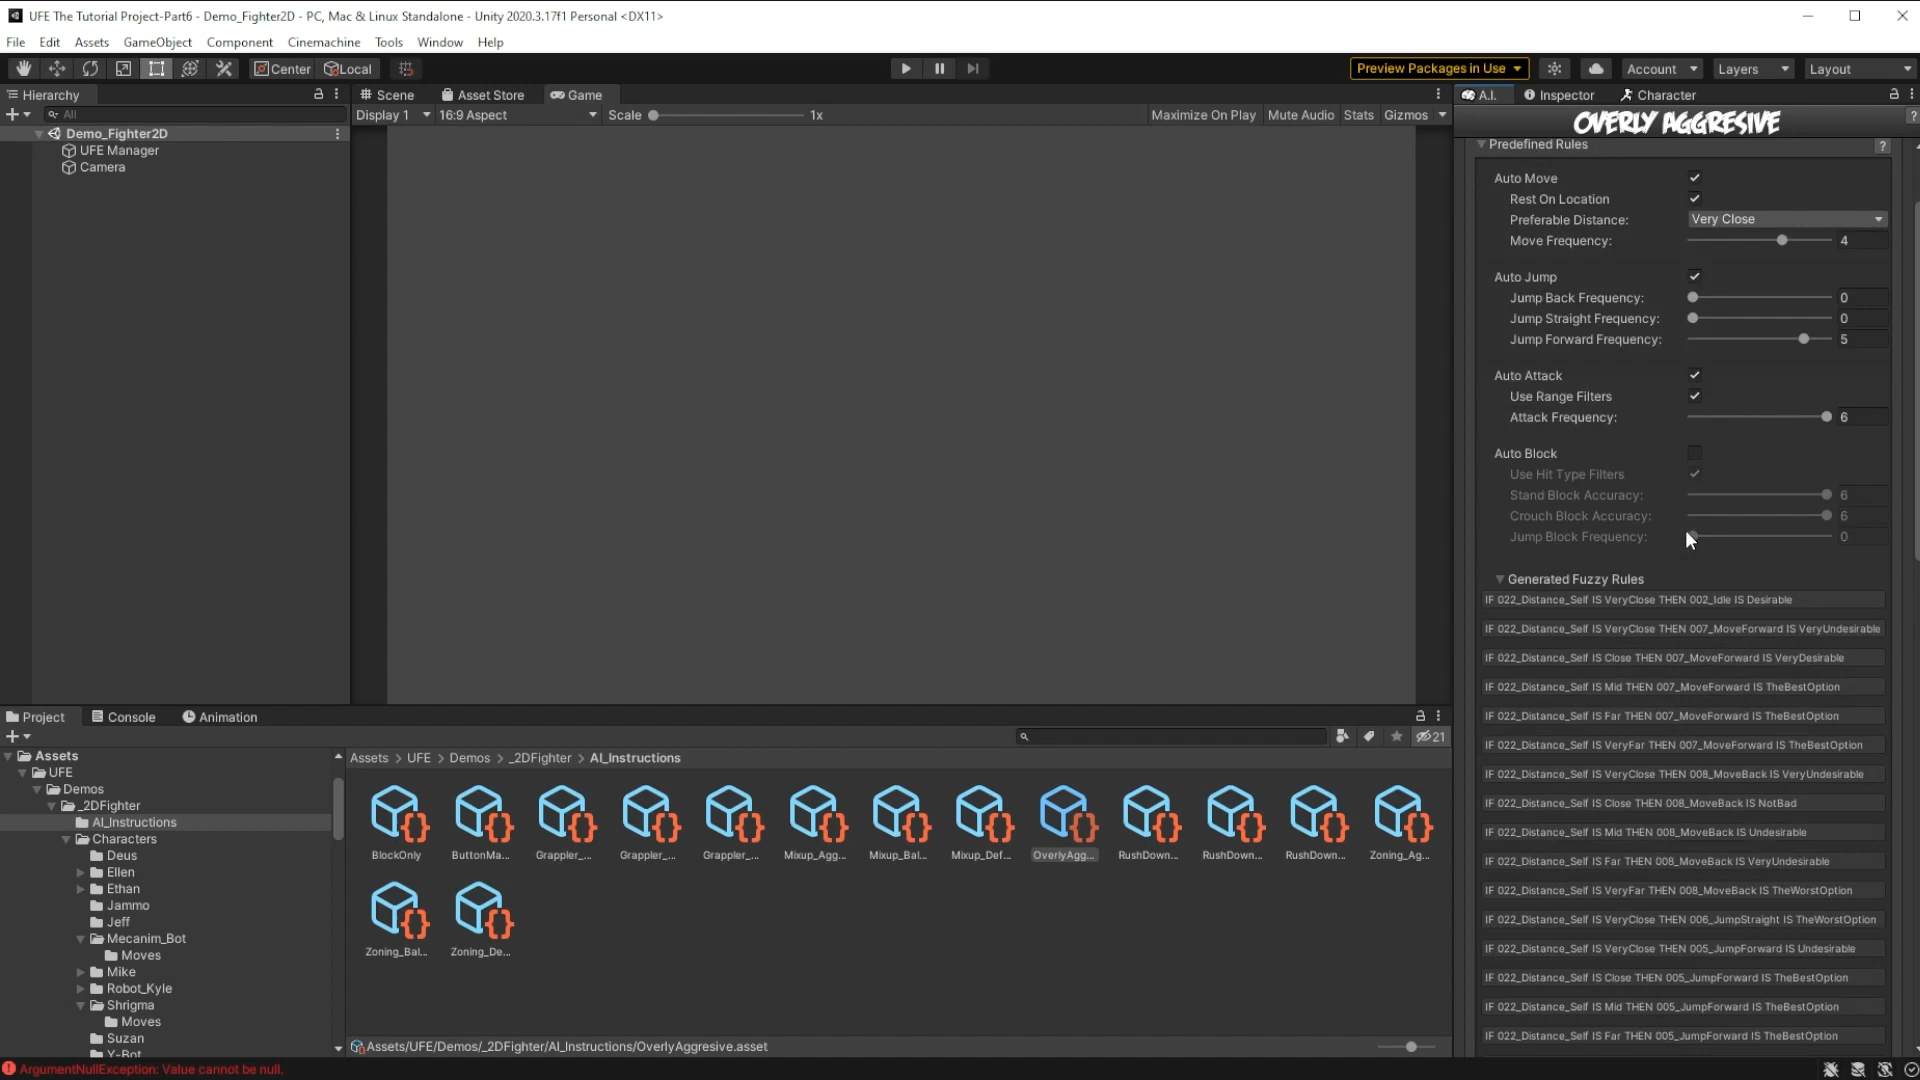 UFE The Tutorial Project-Part6 - Demo_Fighter2D - PC, Mac & Linux Standalone - Unity 2020.3.17f1 Personal <DX11>
File Edit Assets GameObject Component Cinemachine Tools Window Help
Center Local
Preview Packages in Use
Account
Layers
Layout
Hierarchy
All
Demo_Fighter2D
UFE Manager
Camera
Scene Asset Store Game
Display 1 16:9 Aspect Scale 1x Maximize On Play Mute Audio Stats Gizmos
A.I. Inspector Character
OVERLY AGGRESIVE
?
Predefined Rules
?
Auto Move
Rest On Location
Preferable Distance: Very Close
Move Frequency: 4
Auto Jump
Jump Back Frequency: 0
Jump Straight Frequency: 0
Jump Forward Frequency: 5
Auto Attack
Use Range Filters
Attack Frequency: 6
Auto Block
Use Hit Type Filters
Stand Block Accuracy: 6
Crouch Block Accuracy: 6
Jump Block Frequency: 0
Generated Fuzzy Rules
IF 022_Distance_Self IS VeryClose THEN 002_Idle IS Desirable
IF 022_Distance_Self IS VeryClose THEN 007_MoveForward IS VeryUndesirable
IF 022_Distance_Self IS Close THEN 007_MoveForward IS VeryDesirable
IF 022_Distance_Self IS Mid THEN 007_MoveForward IS TheBestOption
IF 022_Distance_Self IS Far THEN 007_MoveForward IS TheBestOption
IF 022_Distance_Self IS VeryFar THEN 007_MoveForward IS TheBestOption
IF 022_Distance_Self IS VeryClose THEN 008_MoveBack IS VeryUndesirable
IF 022_Distance_Self IS Close THEN 008_MoveBack IS NotBad
IF 022_Distance_Self IS Mid THEN 008_MoveBack IS Undesirable
IF 022_Distance_Self IS Far THEN 008_MoveBack IS VeryUndesirable
IF 022_Distance_Self IS VeryFar THEN 008_MoveBack IS TheWorstOption
IF 022_Distance_Self IS VeryClose THEN 006_JumpStraight IS TheWorstOption
IF 022_Distance_Self IS VeryClose THEN 005_JumpForward IS Undesirable
IF 022_Distance_Self IS Close THEN 005_JumpForward IS TheBestOption
IF 022_Distance_Self IS Mid THEN 005_JumpForward IS TheBestOption
IF 022_Distance_Self IS Far THEN 005_JumpForward IS TheBestOption
Project Console Animation
21
Assets
UFE
Demos
_2DFighter
AI_Instructions
Characters
Deus
Ellen
Ethan
Jammo
Jeff
Mecanim_Bot
Moves
Mike
Robot_Kyle
Shrigma
Moves
Suzan
Y-Bot
Assets > UFE > Demos > _2DFighter > AI_Instructions
BlockOnly ButtonMa... Grappler_... Grappler_... Grappler_... Mixup_Agg... Mixup_Bal... Mixup_Def... OverlyAgg... RushDown... RushDown... RushDown... Zoning_Ag...
Zoning_Bal... Zoning_De...
Assets/UFE/Demos/_2DFighter/AI_Instructions/OverlyAggresive.asset
ArgumentNullException: Value cannot be null.